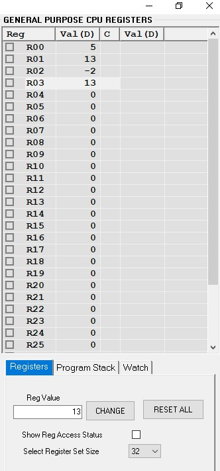 GENERAL PURPOSE CPU REGISTERS
Reg Val(D) C Val(D)
R00 5
R01 13
R02 -2
R03 13
R04 0
R05 0
R06 0
R07 0
R08 0
R09 0
R10 0
R11 0
R12 0
R13 0
R14 0
R15 0
R16 0
R17 0
R18 0
R19 0
R20 0
R21 0
R22 0
R23 0
R24 0
R25 0
Registers Program Stack Watch
Reg Value
13 CHANGE RESET ALL
Show Reg Access Status
Select Register Set Size 32